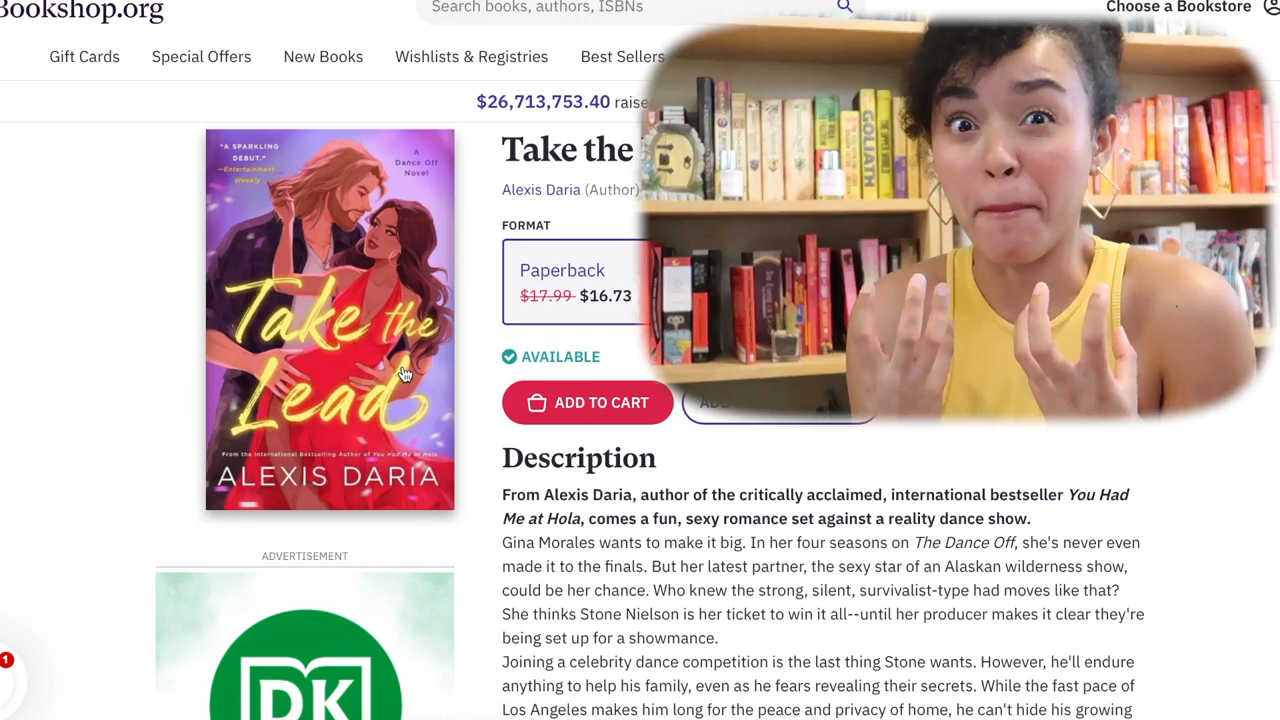 Bookshop.org
Search books, authors, ISBNs
Choose a Bookstore
Gift Cards
Special Offers
New Books
Wishlists & Registries
Best Sellers
$26,713,753.40 raise
"A SPARKLING
DEBUT."
—Entertainment
Weekly
A
Dance Off
Novel
Take the
Lead
From the International Bestselling Author of You Had Me at Hola
ALEXIS DARIA
Take the
Alexis Daria (Author)
FORMAT
Paperback
$17.99 $16.73
AVAILABLE
ADD TO CART
GOLIATH
Description
From Alexis Daria, author of the critically acclaimed, international bestseller You Had
Me at Hola, comes a fun, sexy romance set against a reality dance show.
Gina Morales wants to make it big. In her four seasons on The Dance Off, she's never even
made it to the finals. But her latest partner, the sexy star of an Alaskan wilderness show,
could be her chance. Who knew the strong, silent, survivalist-type had moves like that?
She thinks Stone Nielson is her ticket to win it all--until her producer makes it clear they're
being set up for a showmance.
Joining a celebrity dance competition is the last thing Stone wants. However, he'll endure
anything to help his family, even as he fears revealing their secrets. While the fast pace of
Los Angeles makes him long for the peace and privacy of home, he can't hide his growing
ADVERTISEMENT
DK
1